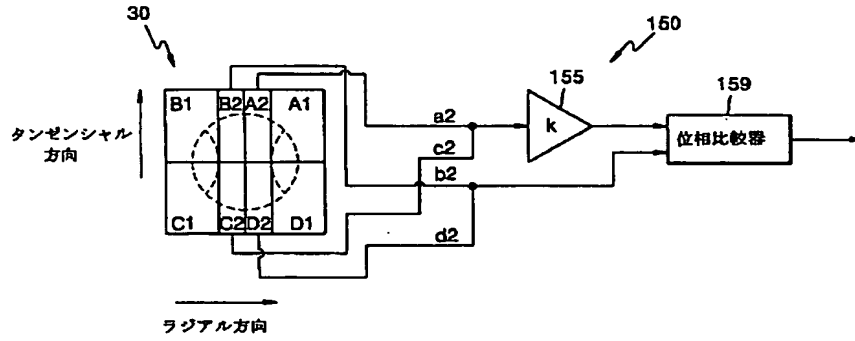 30
150
155
159
B1 B2 A2 A1
a2
k
位相比較器
タンゼンシャル
方向
c2
b2
C1 C2 D2 D1
d2
ラジアル方向